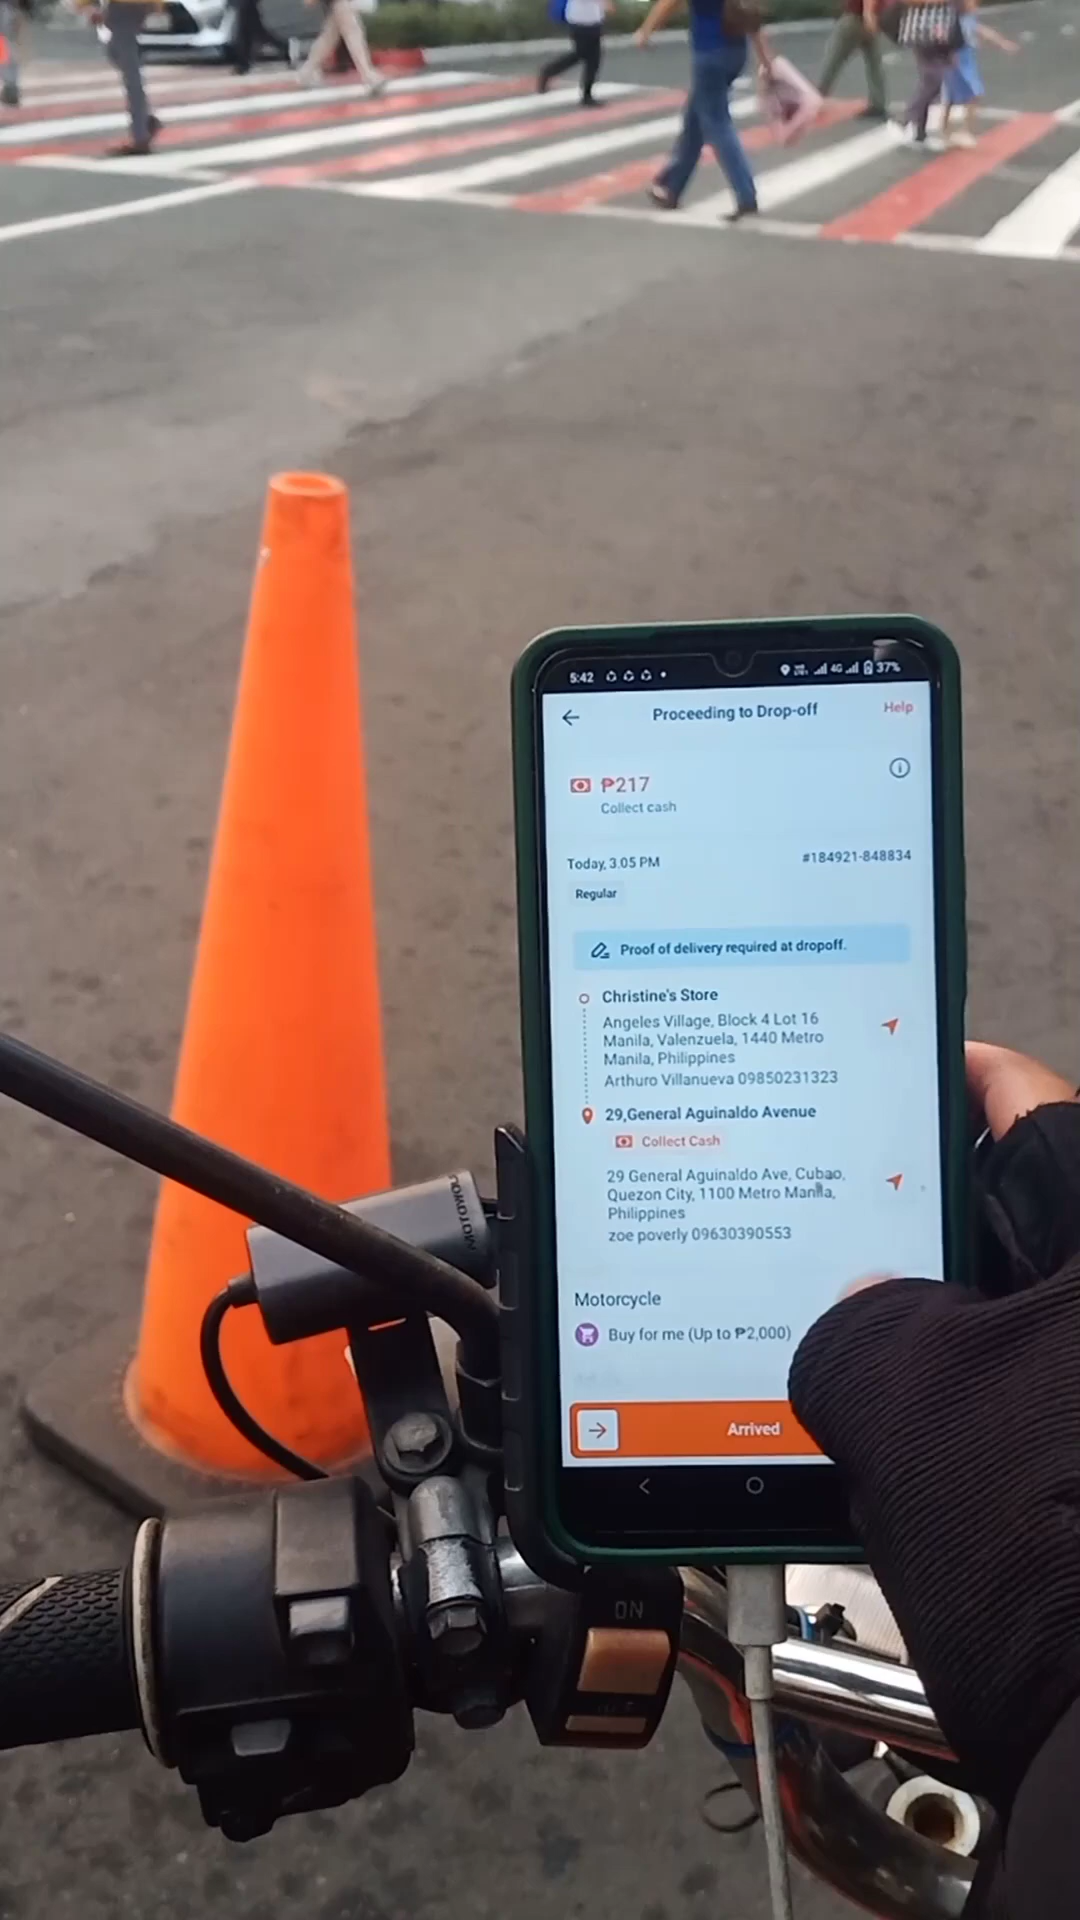 5:42
4G
37%
Proceeding to Drop-off
Help
₱217
Collect cash
Today, 3.05 PM
#184921-848834
Regular
Proof of delivery required at dropoff.
Christine's Store
Angeles Village, Block 4 Lot 16
Manila, Valenzuela, 1440 Metro
Manila, Philippines
Arthuro Villanueva 09850231323
29,General Aguinaldo Avenue
Collect Cash
29 General Aguinaldo Ave, Cubao,
Quezon City, 1100 Metro Manila,
Philippines
zoe poverly 09630390553
Motorcycle
Buy for me (Up to ₱2,000)
Arrived
MOTOWOLF
ON